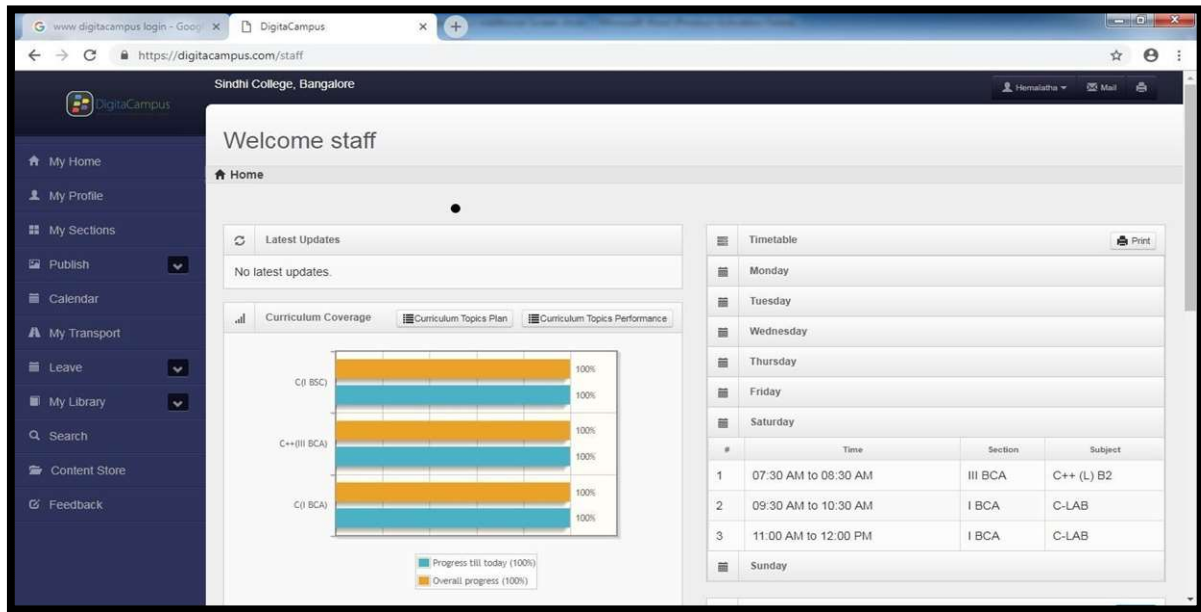 www digitacampus login - Googl
DigitaCampus
https://digitacampus.com/staff
DigitaCampus
Sindhi College, Bangalore
Hemalatha
Mail
My Home
My Profile
My Sections
Publish
Calendar
My Transport
Leave
My Library
Search
Content Store
Feedback
Welcome staff
Home
Latest Updates
No latest updates.
Curriculum Coverage
Curriculum Topics Plan
Curriculum Topics Performance
C(I BSC)
100%
100%
C++(III BCA)
100%
100%
C(I BCA)
100%
100%
Progress till today (100%)
Overall progress (100%)
Timetable
Print
Monday
Tuesday
Wednesday
Thursday
Friday
Saturday
# Time Section Subject
1 07:30 AM to 08:30 AM III BCA C++ (L) B2
2 09:30 AM to 10:30 AM I BCA C-LAB
3 11:00 AM to 12:00 PM I BCA C-LAB
Sunday